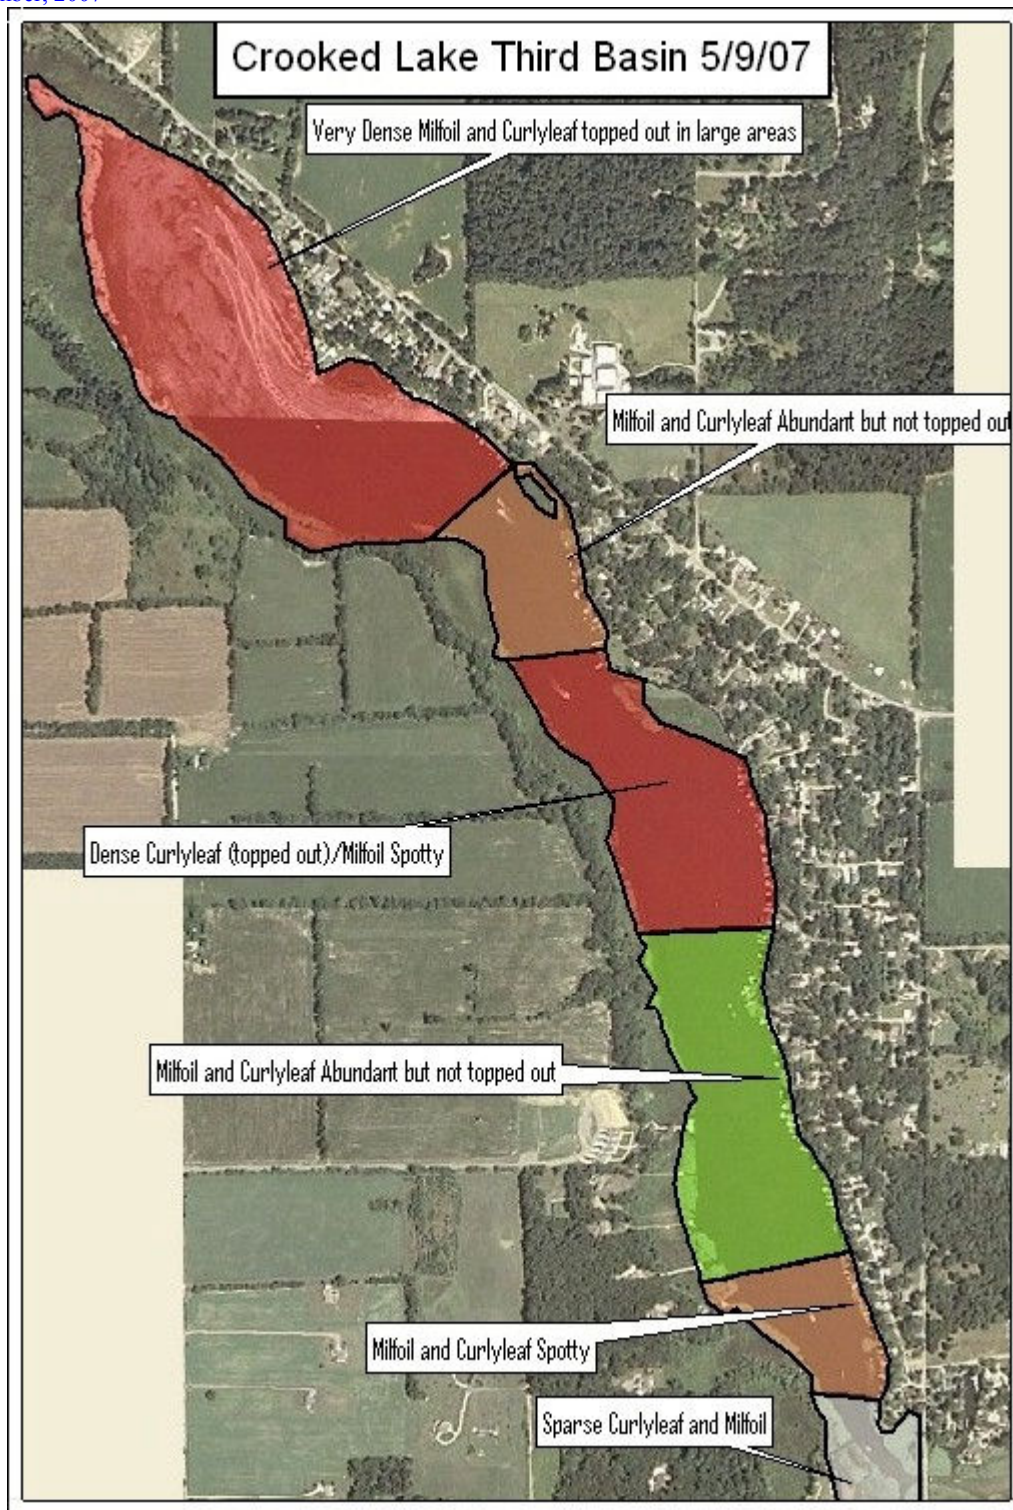 2007
Crooked Lake Third Basin 5/9/07
Very Dense Milfoil and Curlyleaf topped out in large areas
Milfoil and Curlyleaf Abundant but not topped out
Dense Curlyleaf (topped out)/Milfoil Spotty
Milfoil and Curlyleaf Abundant but not topped out
Milfoil and Curlyleaf Spotty
Sparse Curlyleaf and Milfoil